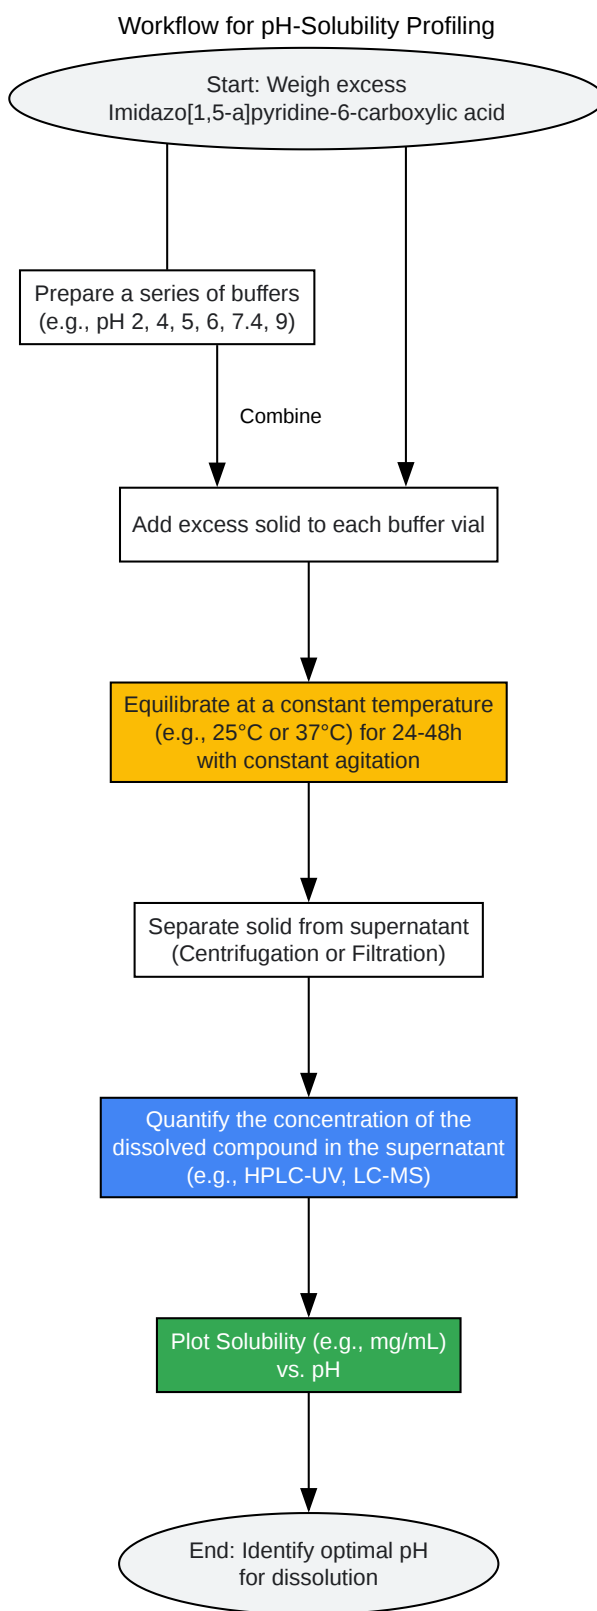 Workflow for pH-Solubility Profiling
Start: Weigh excess
Imidazo[1,5-a]pyridine-6-carboxylic acid
Prepare a series of buffers
(e.g., pH 2, 4, 5, 6, 7.4, 9)
Combine
Add excess solid to each buffer vial
Equilibrate at a constant temperature
(e.g., 25°C or 37°C) for 24-48h
with constant agitation
Separate solid from supernatant
(Centrifugation or Filtration)
Quantify the concentration of the
dissolved compound in the supernatant
(e.g., HPLC-UV, LC-MS)
Plot Solubility (e.g., mg/mL)
vs. pH
End: Identify optimal pH
for dissolution